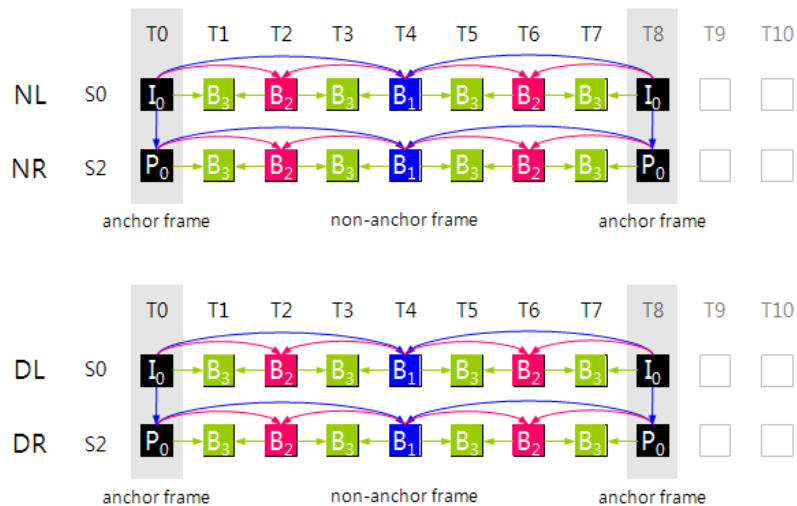 T0 T1 T2 T3 T4 T5 T6 T7 T8 T9 T10
NL S0 I0 B3 B2 B3 B1 B3 B2 B3 I0
NR S2 P0 B3 B2 B3 B1 B3 B2 B3 P0
anchor frame non-anchor frame anchor frame
T0 T1 T2 T3 T4 T5 T6 T7 T8 T9 T10
DL S0 I0 B3 B2 B3 B1 B3 B2 B3 I0
DR S2 P0 B3 B2 B3 B1 B3 B2 B3 P0
anchor frame non-anchor frame anchor frame